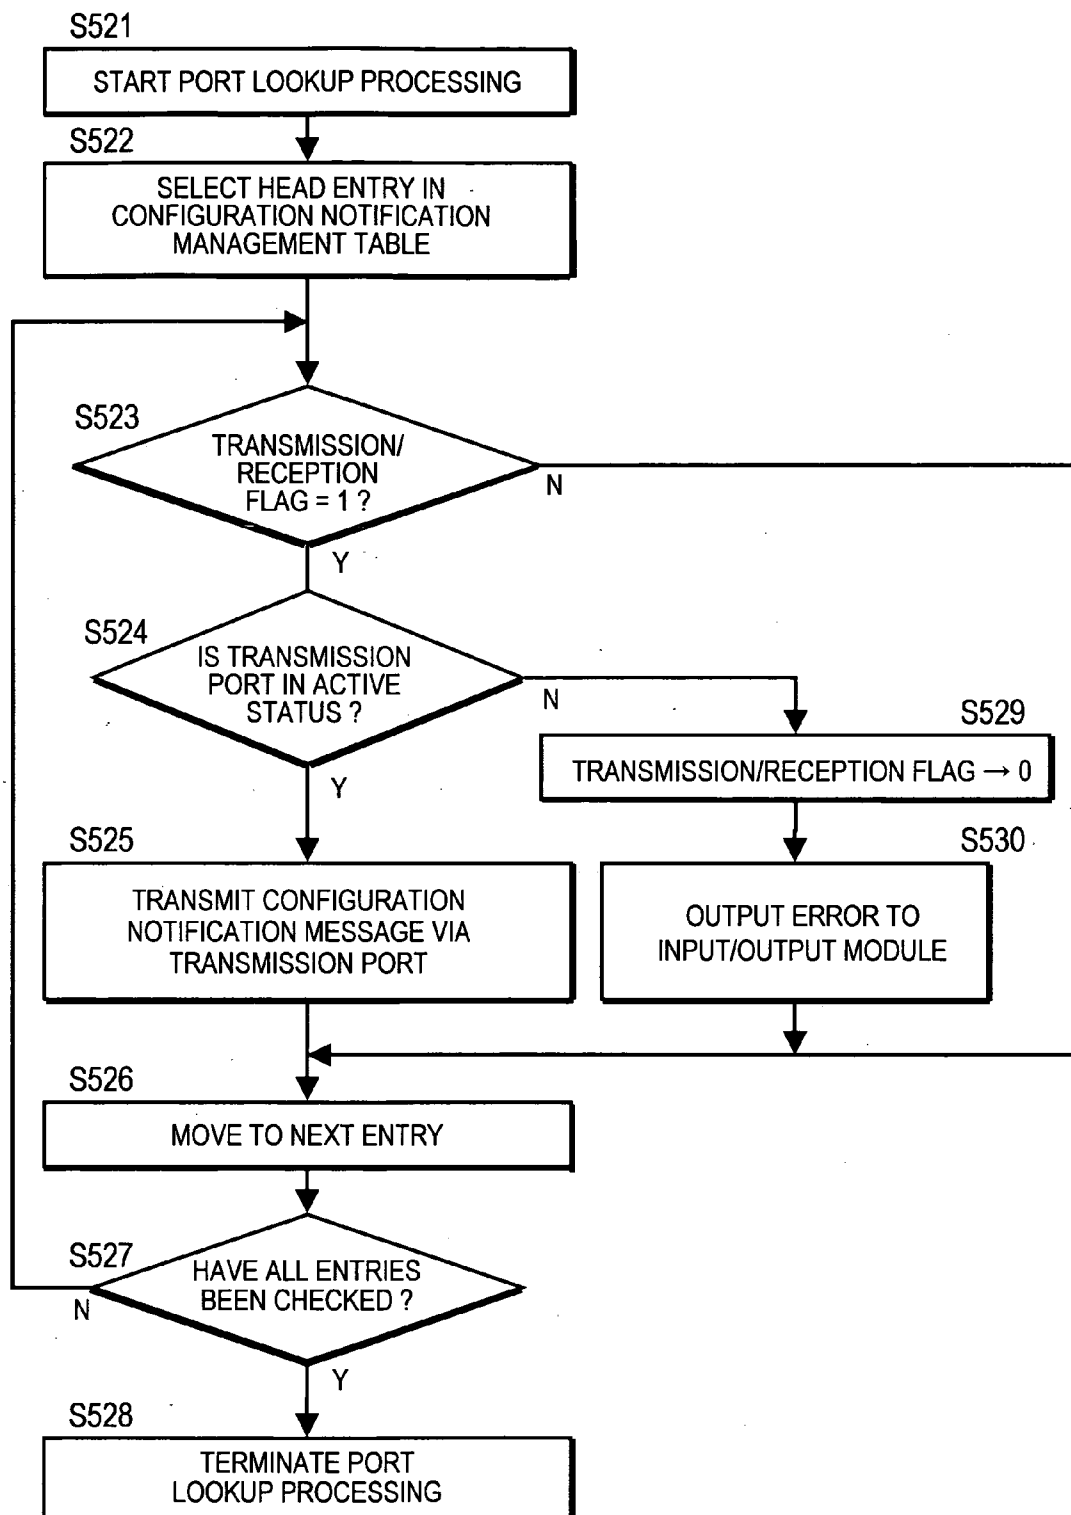 S521
START PORT LOOKUP PROCESSING
S522
SELECT HEAD ENTRY IN
CONFIGURATION NOTIFICATION
MANAGEMENT TABLE
S523
TRANSMISSION/
RECEPTION
FLAG = 1 ?
N
Y
S524
IS TRANSMISSION
PORT IN ACTIVE
STATUS ?
N
Y
S529
TRANSMISSION/RECEPTION FLAG → 0
S525
TRANSMIT CONFIGURATION
NOTIFICATION MESSAGE VIA
TRANSMISSION PORT
S530
OUTPUT ERROR TO
INPUT/OUTPUT MODULE
S526
MOVE TO NEXT ENTRY
S527
HAVE ALL ENTRIES
BEEN CHECKED ?
N
Y
S528
TERMINATE PORT
LOOKUP PROCESSING